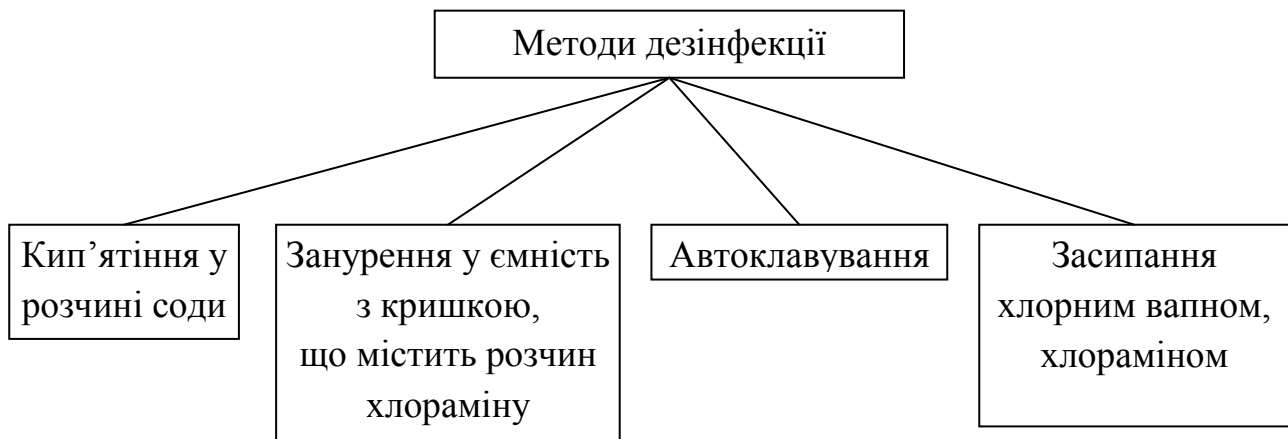 Методи дезінфекції
Кип’ятіння у
розчині соди
Занурення у ємність
з кришкою,
що містить розчин
хлораміну
Автоклавування
Засипання
хлорним вапном,
хлораміном